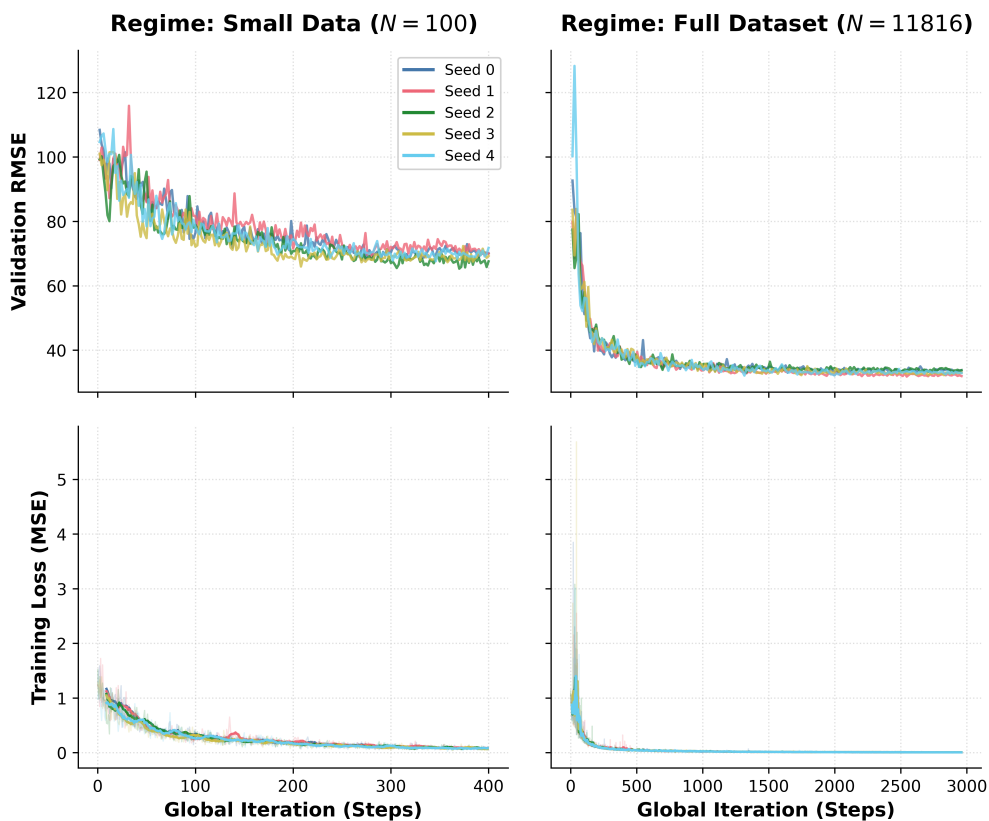 Regime: Small Data (N = 100)
Regime: Full Dataset (N = 11816)
Validation RMSE
120
100
80
60
40
Seed 0
Seed 1
Seed 2
Seed 3
Seed 4
Training Loss (MSE)
5
4
3
2
1
0
0 100 200 300 400
0 500 1000 1500 2000 2500 3000
Global Iteration (Steps)
Global Iteration (Steps)